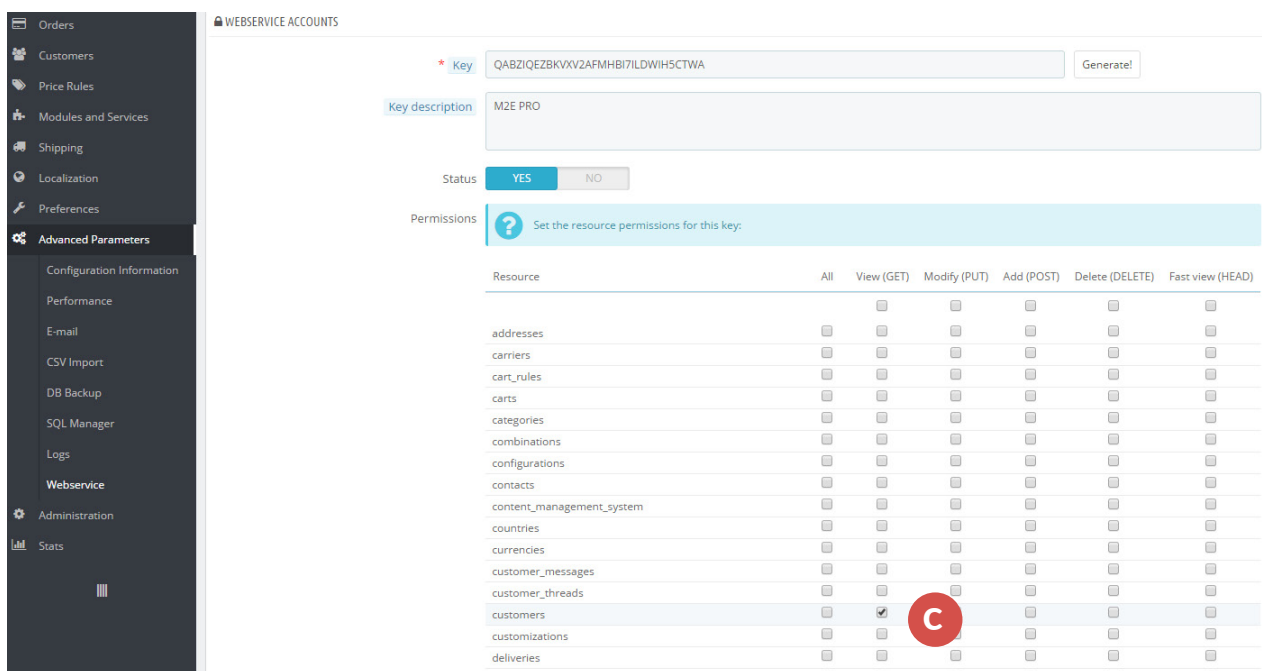 Orders
Customers
Price Rules
Modules and Services
Shipping
Localization
Preferences
Advanced Parameters
Configuration Information
Performance
E-mail
CSV Import
DB Backup
SQL Manager
Logs
Webservice
Administration
Stats
WEBSERVICE ACCOUNTS
* Key QABZIQEZBKVXV2AFMHBI7ILDWIH5CTWA Generate!
Key description M2E PRO
Status YES NO
Permissions ? Set the resource permissions for this key:
Resource All View (GET) Modify (PUT) Add (POST) Delete (DELETE) Fast view (HEAD)
addresses
carriers
cart_rules
carts
categories
combinations
configurations
contacts
content_management_system
countries
currencies
customer_messages
customer_threads
customers C
customizations
deliveries